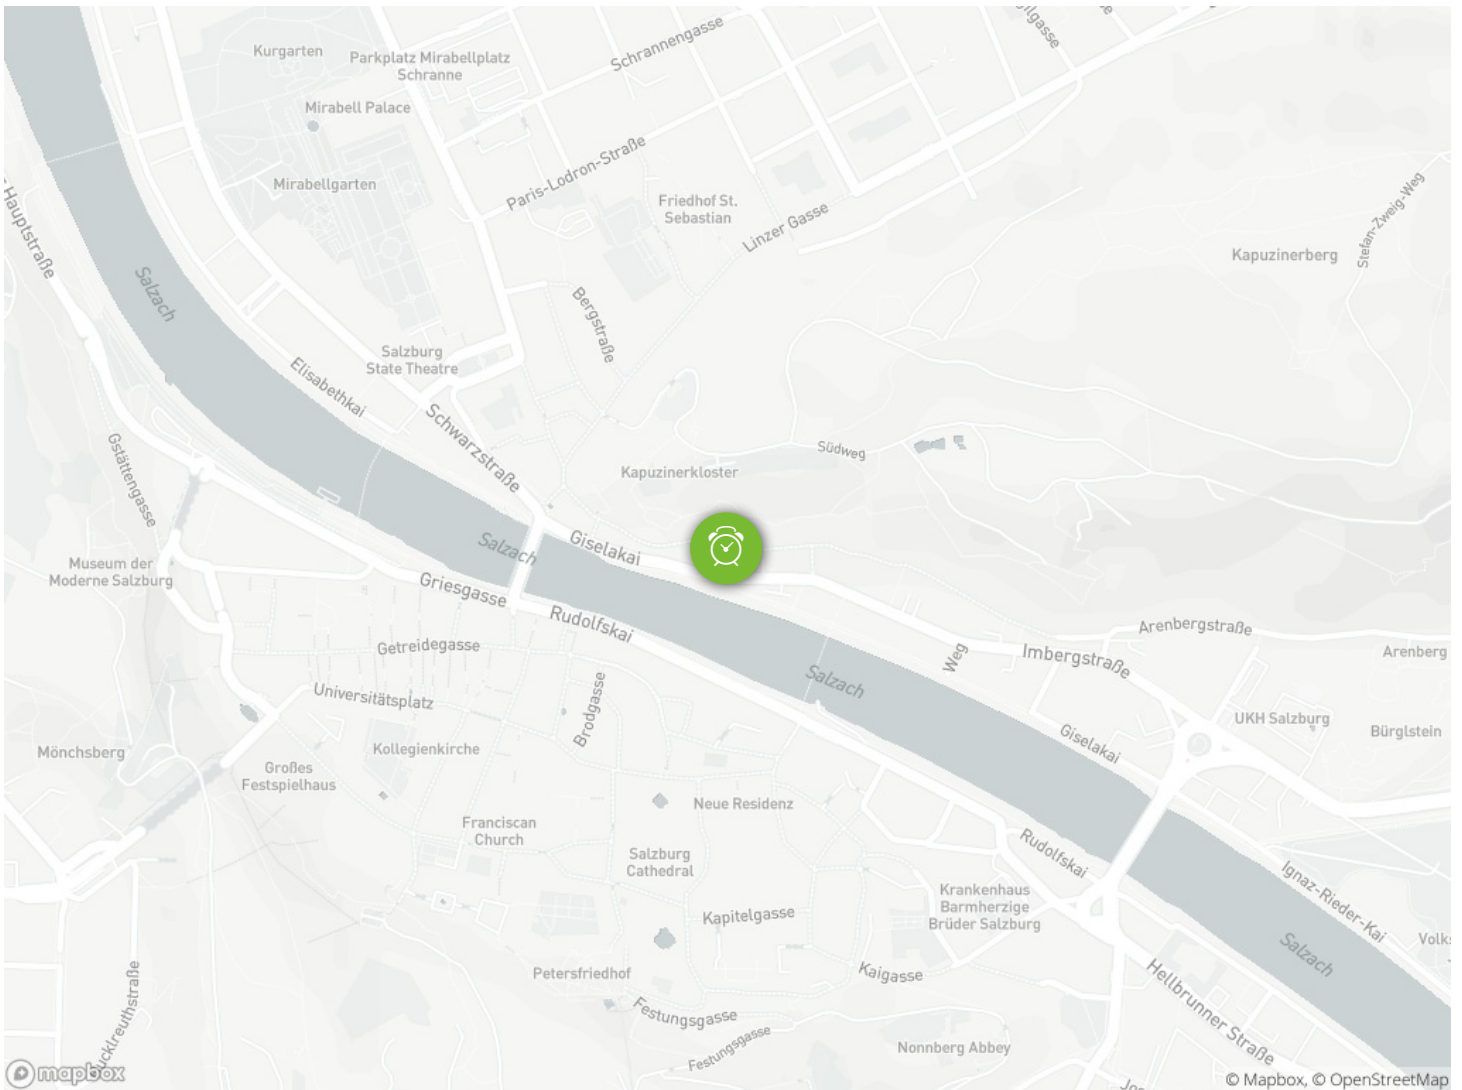 Kurgarten
Parkplatz Mirabellplatz
Schranne
Schrannengasse
Mirabell Palace
Mirabellgarten
Paris-Lodron-Straße
Friedhof St.
Sebastian
Linzer Gasse
Stefan-Zweig-Weg
Kapuzinerberg
Hauptstraße
Salzach
Bergstraße
Salzburg
State Theatre
Elisabethkai
Schwarzstraße
Südweg
Kapuzinerkloster
Gstättengasse
Museum der
Moderne Salzburg
Salzach
Giselakai
Griesgasse
Rudolfskai
Getreidegasse
Universitätsplatz
Brodgasse
Salzach
Weg
Imbergstraße
Arenbergstraße
Arenberg
UKH Salzburg
Bürglstein
Giselakai
Mönchsberg
Kollegienkirche
Großes
Festspielhaus
Neue Residenz
Franciscan
Church
Salzburg
Cathedral
Rudolfskai
Ignaz-Rieder-Kai
Krankenhaus
Barmherzige
Brüder Salzburg
Kapitelgasse
Salzach
Volks
Petersfriedhof
Kaigasse
Hellbrunner Straße
Festungsgasse
Festungsgasse
Nonnberg Abbey
ucklreuthstraße
mapbox
© Mapbox, © OpenStreetMap